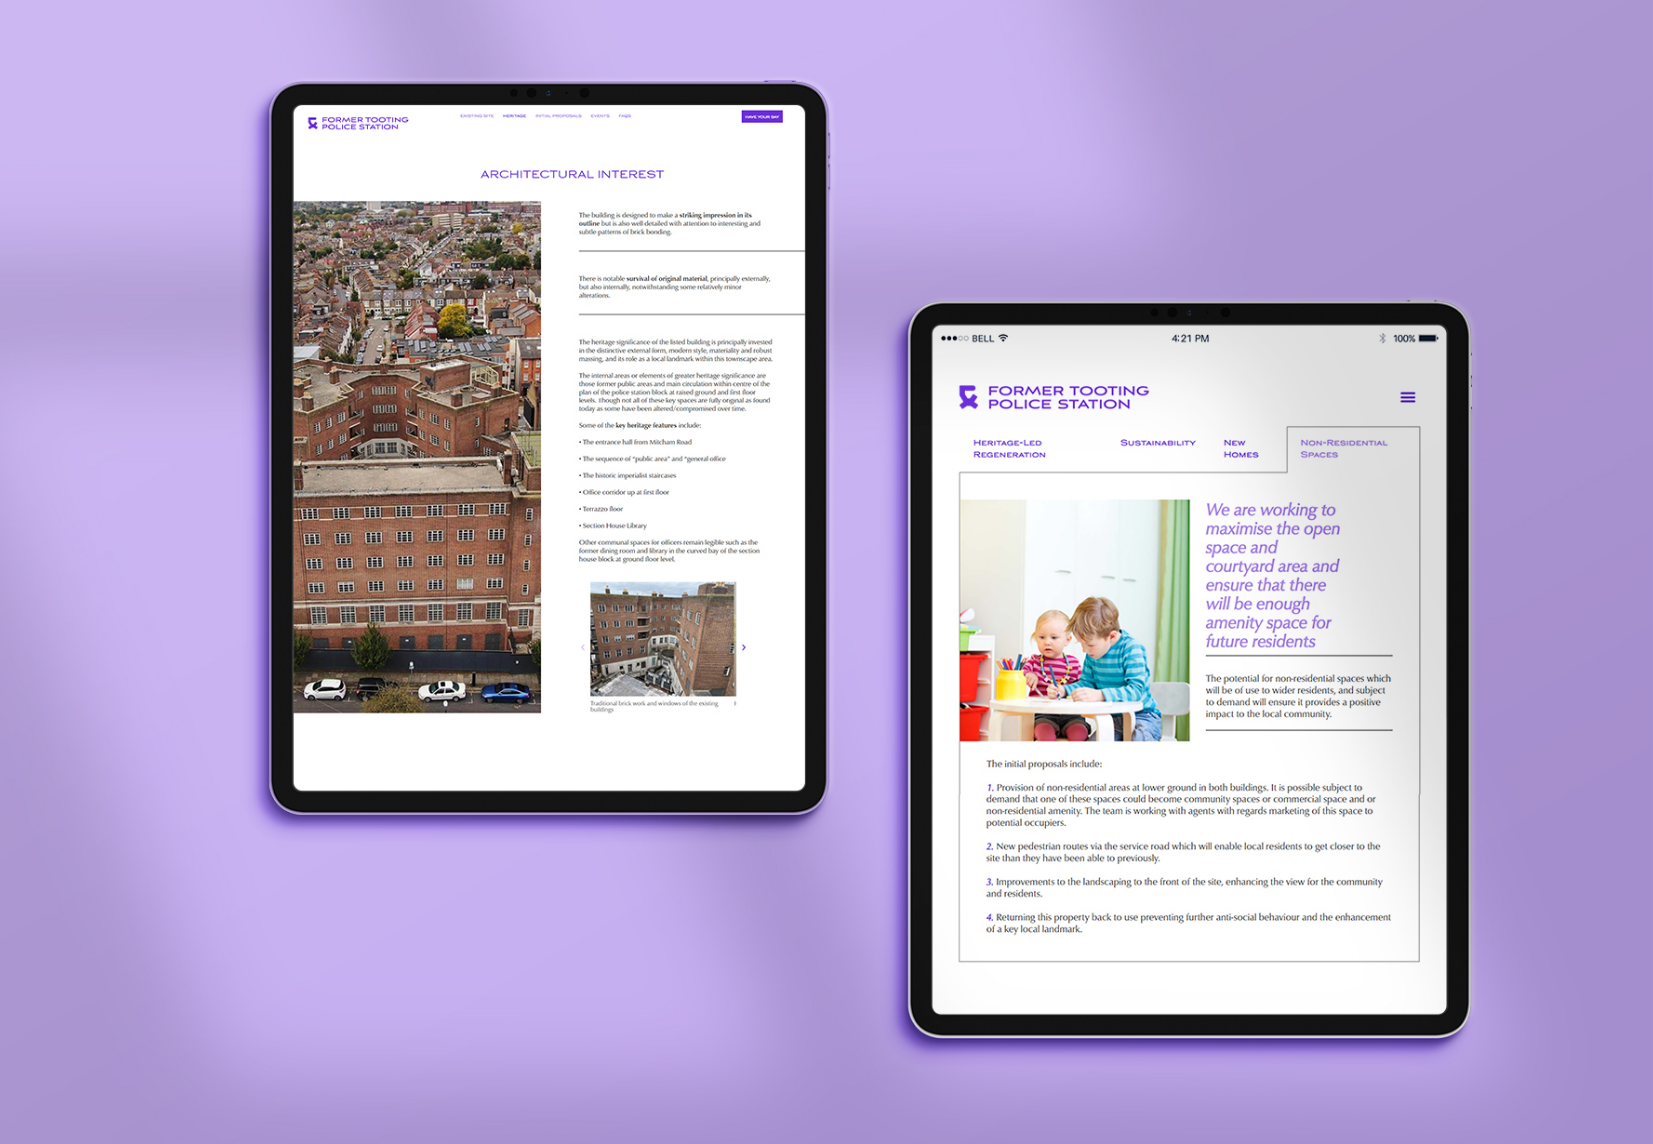 FORMER TOOTING
POLICE STATION
EXISTING SITE HERITAGE INITIAL PROPOSALS EVENTS FAQS
HAVE YOUR SAY
ARCHITECTURAL INTEREST
The building is designed to make a striking impression in its
outline but is also well detailed with attention to interesting and
subtle patterns of brick bonding.
There is notable survival of original material, principally externally,
but also internally, notwithstanding some relatively minor
alterations.
The heritage significance of the listed building is principally invested
in the distinctive external form, modern style, materiality and robust
massing, and its role as a local landmark within this townscape area.
The internal areas or elements of greater heritage significance are
those former public areas and main circulation within centre of the
plan of the police station block at raised ground and first floor
levels. Though not all of these key spaces are fully original as found
today as some have been altered/compromised over time.
Some of the key heritage features include:
• The entrance hall from Mitcham Road
• The sequence of "public area" and "general office
• The historic imperialist staircases
• Office corridor up at first floor
• Terrazzo floor
• Section House Library
Other communal spaces for officers remain legible such as the
former dining room and library in the curved bay of the section
house block at ground floor level.
Traditional brick work and windows of the existing
buildings
BELL 4:21 PM 100%
FORMER TOOTING
POLICE STATION
HERITAGE-LED
REGENERATION
SUSTAINABILITY
NEW
HOMES
NON-RESIDENTIAL
SPACES
We are working to
maximise the open
space and
courtyard area and
ensure that there
will be enough
amenity space for
future residents
The potential for non-residential spaces which
will be of use to wider residents, and subject
to demand will ensure it provides a positive
impact to the local community.
The initial proposals include:
1. Provision of non-residential areas at lower ground in both buildings. It is possible subject to
demand that one of these spaces could become community spaces or commercial space and or
non-residential amenity. The team is working with agents with regards marketing of this space to
potential occupiers.
2. New pedestrian routes via the service road which will enable local residents to get closer to the
site than they have been able to previously.
3. Improvements to the landscaping to the front of the site, enhancing the view for the community
and residents.
4. Returning this property back to use preventing further anti-social behaviour and the enhancement
of a key local landmark.